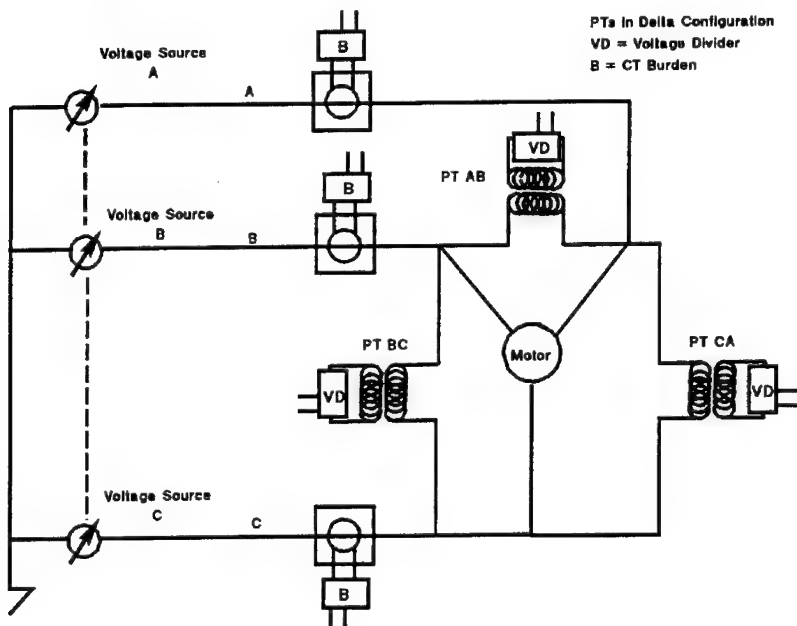 PTs in Delta Configuration
VD = Voltage Divider
B = CT Burden
Voltage Source
A
A
B
VD
PT AB
B
Voltage Source
B
B
PT BC
VD
Motor
PT CA
VD
Voltage Source
C
C
B